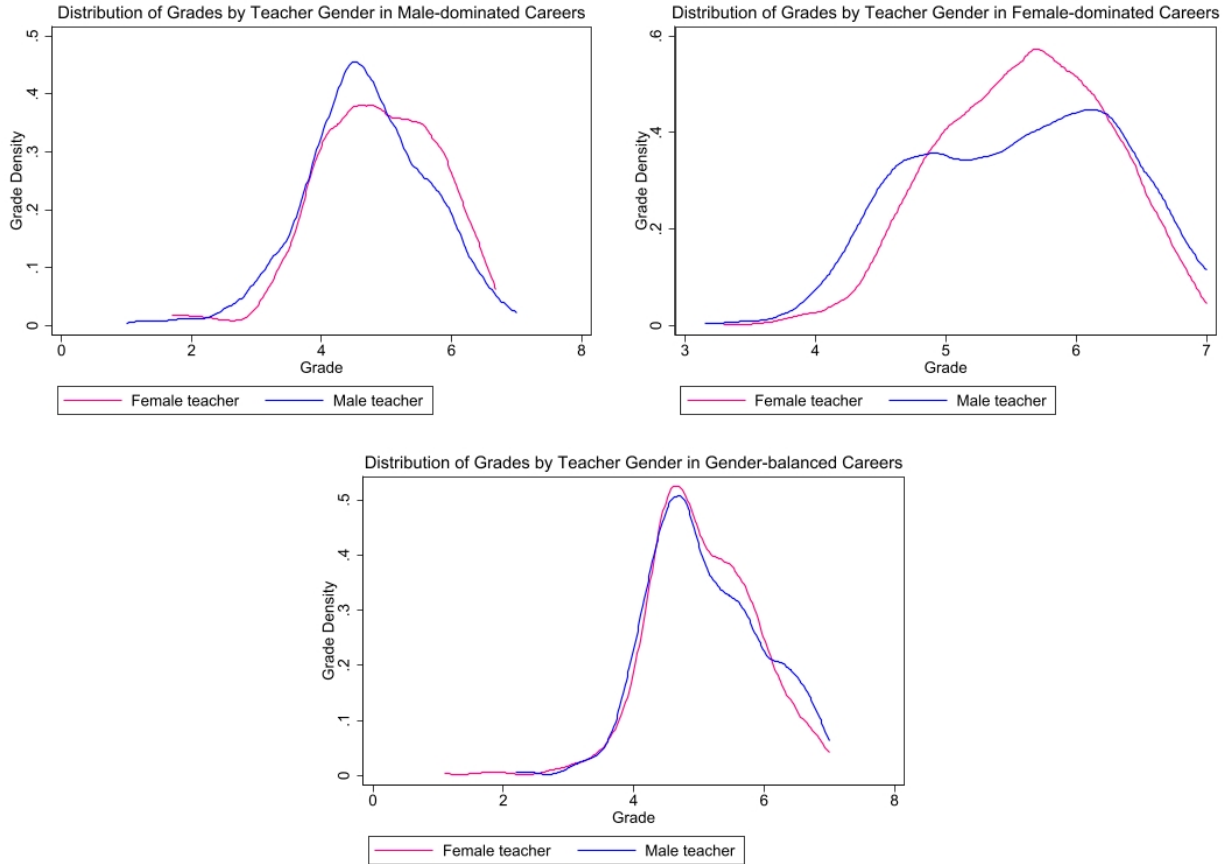 Distribution of Grades by Teacher Gender in Male-dominated Careers
.5
.4
.3
.2
.1
0
Grade Density
0 2 4 6 8
Grade
Female teacher Male teacher
Distribution of Grades by Teacher Gender in Female-dominated Careers
.6
.4
.2
0
Grade Density
3 4 5 6 7
Grade
Female teacher Male teacher
Distribution of Grades by Teacher Gender in Gender-balanced Careers
.5
.4
.3
.2
.1
0
Grade Density
0 2 4 6 8
Grade
Female teacher Male teacher